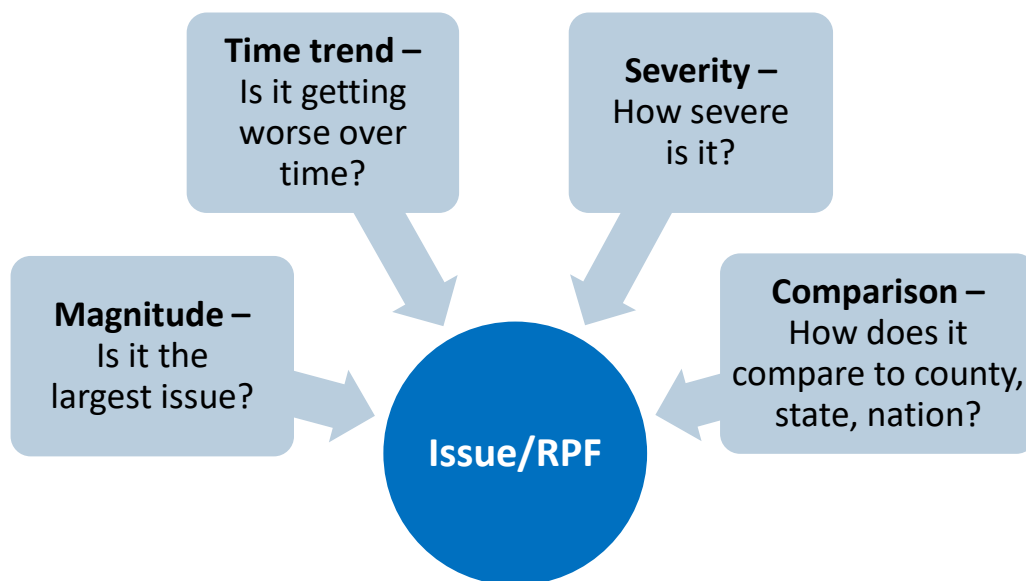 Time trend –
Is it getting
worse over
time?
Severity –
How severe
is it?
Magnitude –
Is it the
largest issue?
Comparison –
How does it
compare to county,
state, nation?
Issue/RPF